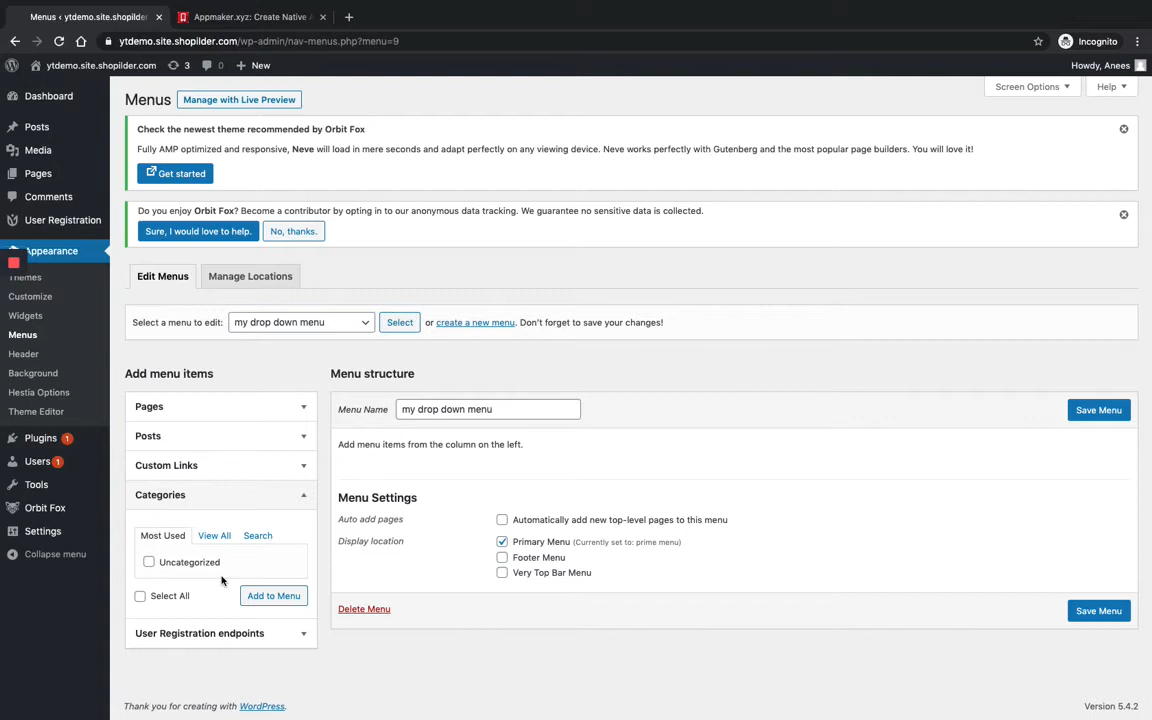 Menus ‹ ytdemo.site.shopilder
Appmaker.xyz: Create Native
ytdemo.site.shopilder.com/wp-admin/nav-menus.php?menu=9
Incognito
ytdemo.site.shopilder.com
3
0
New
Howdy, Anees
Dashboard
Posts
Media
Pages
Comments
User Registration
Appearance
Themes
Customize
Widgets
Menus
Header
Background
Hestia Options
Theme Editor
Plugins 1
Users 1
Tools
Orbit Fox
Settings
Collapse menu
Menus
Manage with Live Preview
Screen Options
Help
Check the newest theme recommended by Orbit Fox
Fully AMP optimized and responsive, Neve will load in mere seconds and adapt perfectly on any viewing device. Neve works perfectly with Gutenberg and the most popular page builders. You will love it!
Get started
Do you enjoy Orbit Fox? Become a contributor by opting in to our anonymous data tracking. We guarantee no sensitive data is collected.
Sure, I would love to help.
No, thanks.
Edit Menus
Manage Locations
Select a menu to edit: my drop down menu Select or create a new menu. Don't forget to save your changes!
Add menu items
Pages
Posts
Custom Links
Categories
Most Used
View All
Search
Uncategorized
Select All
Add to Menu
User Registration endpoints
Menu structure
Menu Name my drop down menu
Save Menu
Add menu items from the column on the left.
Menu Settings
Auto add pages
Automatically add new top-level pages to this menu
Display location
Primary Menu (Currently set to: prime menu)
Footer Menu
Very Top Bar Menu
Delete Menu
Save Menu
Thank you for creating with WordPress.
Version 5.4.2